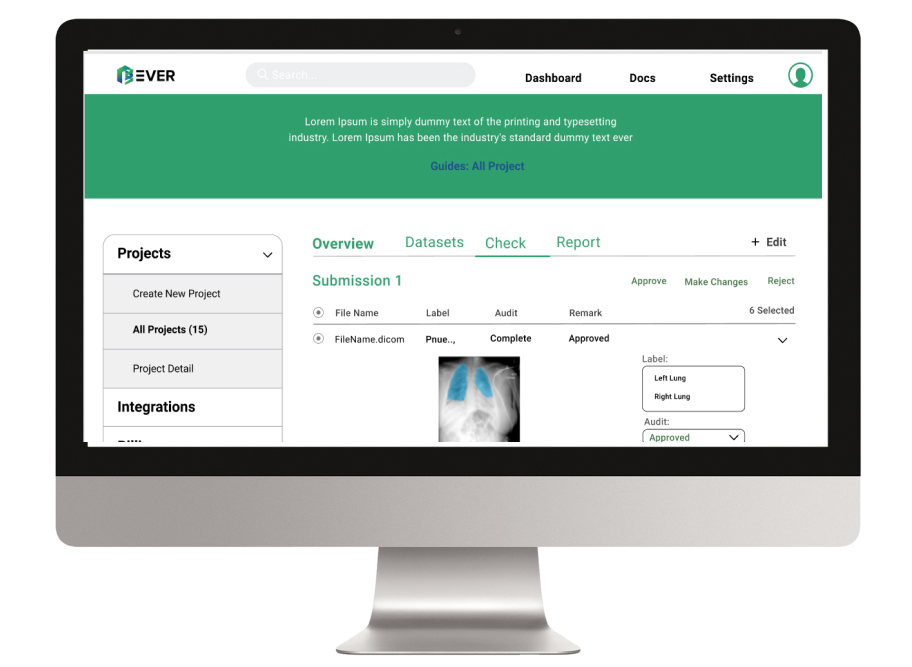 EVER
Search...
Dashboard
Docs
Settings
Lorem Ipsum is simply dummy text of the printing and typesetting
industry. Lorem Ipsum has been the industry's standard dummy text ever
Guides: All Project
Projects
Create New Project
All Projects (15)
Project Detail
Integrations
Overview
Datasets
Check
Report
+ Edit
Submission 1
Approve
Make Changes
Reject
File Name
Label
Audit
Remark
6 Selected
FileName.dicom
Pnue..,
Complete
Approved
Label:
Left Lung
Right Lung
Audit:
Approved